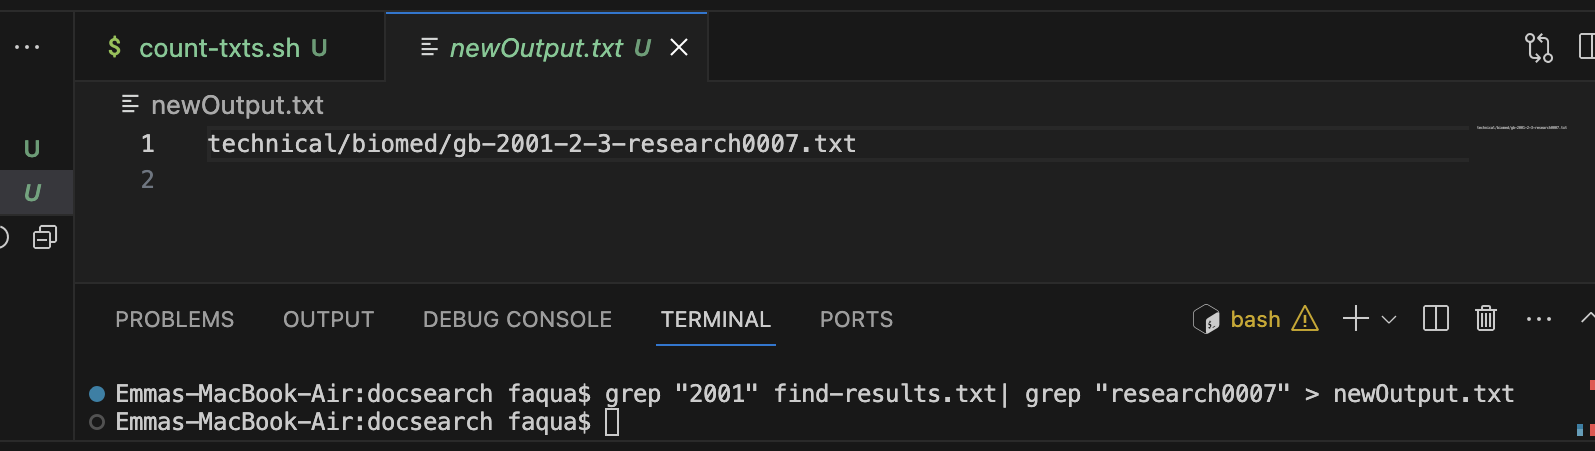 count-txts.sh U
newOutput.txt U
newOutput.txt
1 technical/biomed/gb-2001-2-3-research0007.txt
2
U
U
PROBLEMS OUTPUT DEBUG CONSOLE TERMINAL PORTS bash
Emmas-MacBook-Air:docsearch faqua$ grep "2001" find-results.txt| grep "research0007" > newOutput.txt
Emmas-MacBook-Air:docsearch faqua$